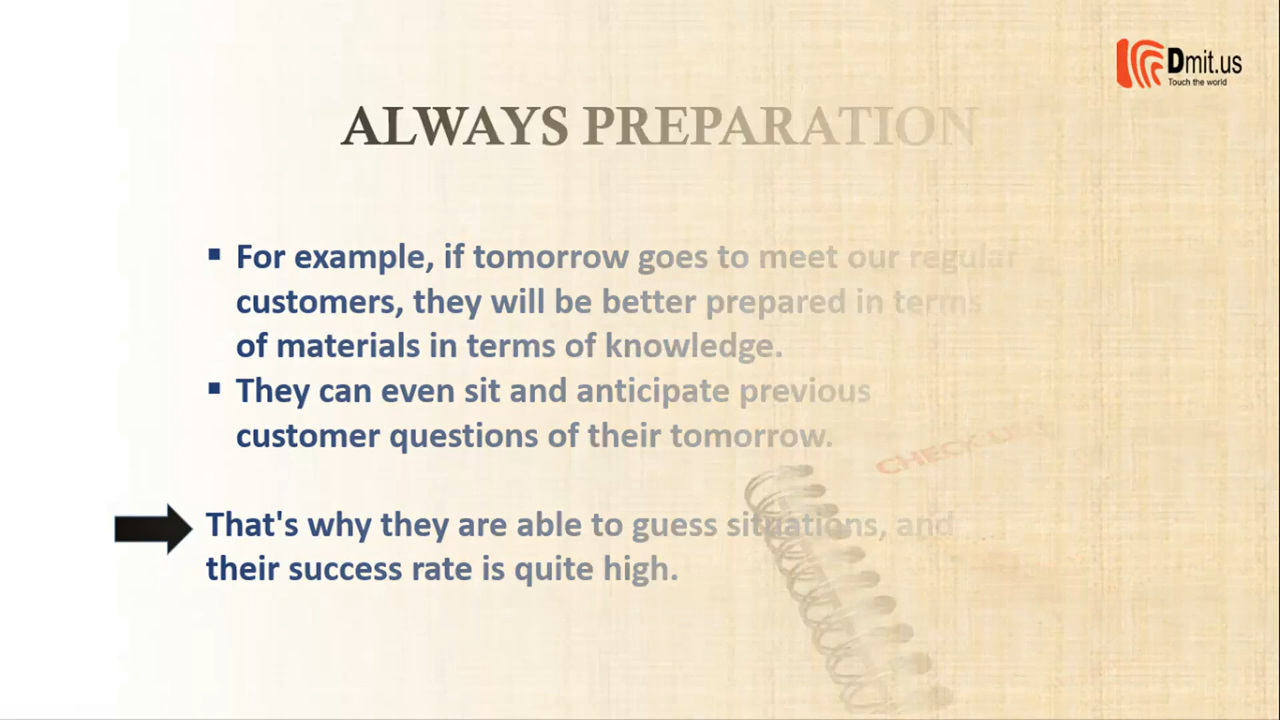 Dmit.us
Touch the world
ALWAYS PREPARATION
▪ For example, if tomorrow goes to meet our regular
customers, they will be better prepared in terms
of materials in terms of knowledge.
▪ They can even sit and anticipate previous
customer questions of their tomorrow.
CHECK LIST
That's why they are able to guess situations, and
their success rate is quite high.